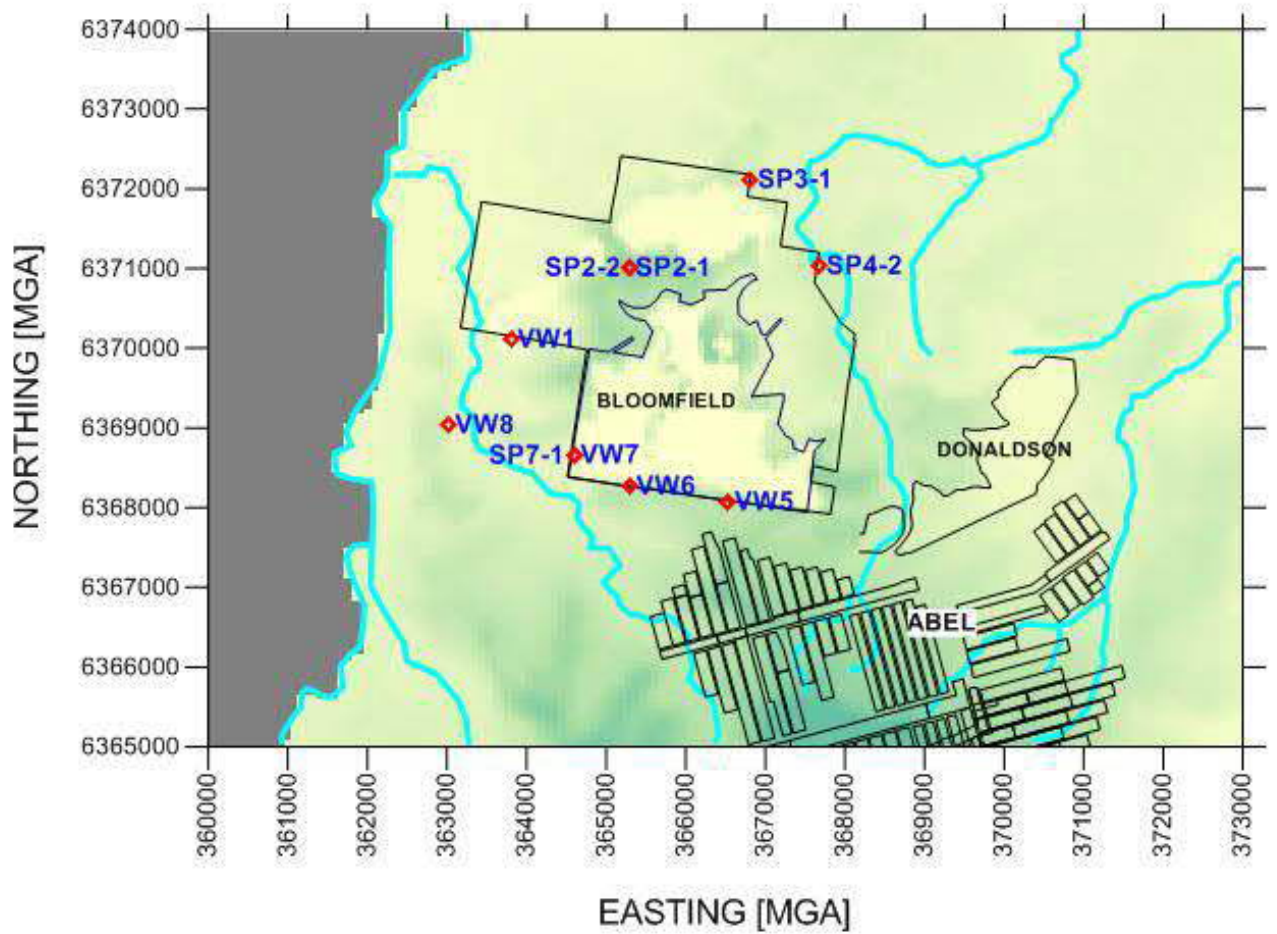 6374000
6373000
6372000
6371000
6370000
6369000
6368000
6367000
6366000
6365000
NORTHING [MGA]
SP3-1
SP2-2 SP2-1
SP4-2
VW1
BLOOMFIELD
VW8
SP7-1 VW7
DONALDSON
VW6
VW5
ABEL
360000
361000
362000
363000
364000
365000
366000
367000
368000
369000
370000
371000
372000
373000
EASTING [MGA]